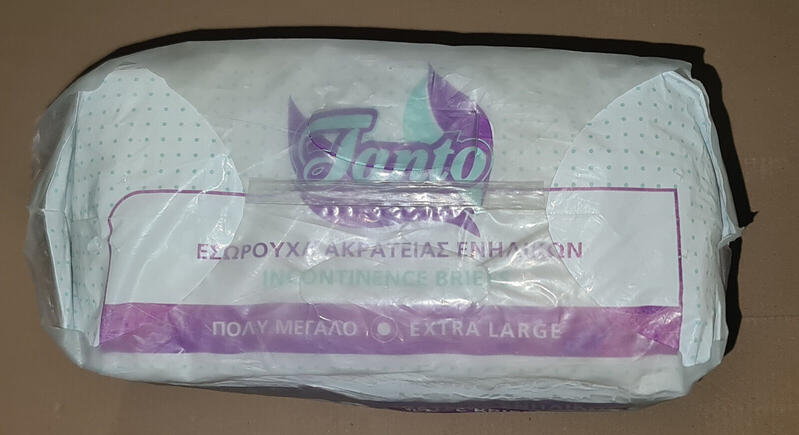 Tanto
ΕΣΩΡΟΥΧΑ ΑΚΡΑΤΕΙΑΣ ΕΝΗΛΙΚΩΝ
INCONTINENCE BRIEFS
ΠΟΛΥ ΜΕΓΑΛΟ EXTRA LARGE